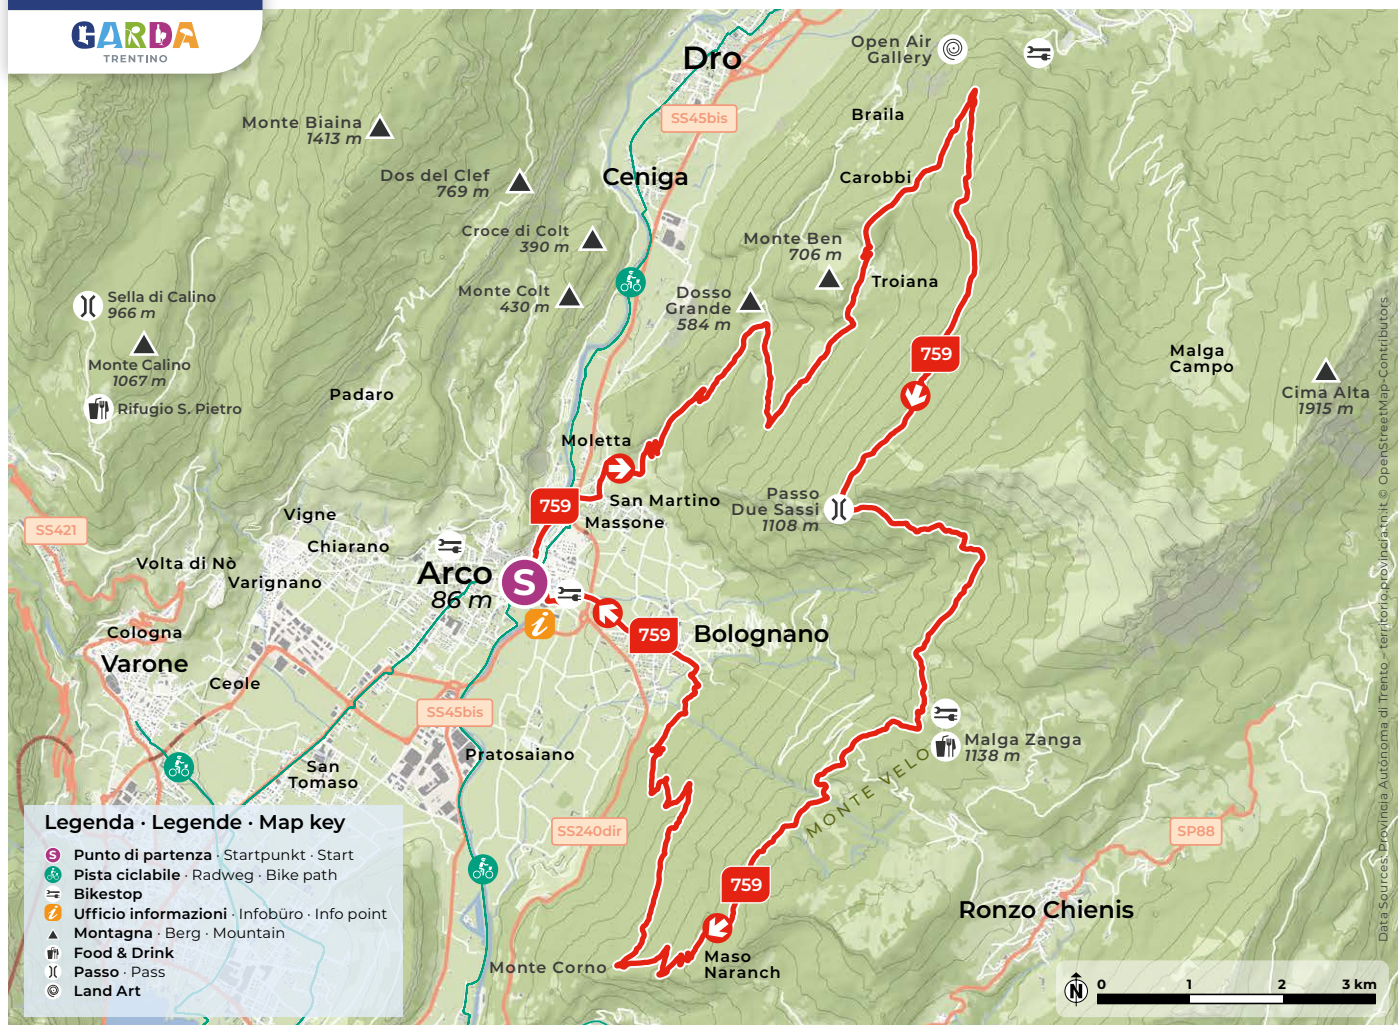 GARDA
TRENTINO
Dro
Open Air
Gallery
SS45bis
Braila
Monte Biaina
1413 m
Dos del Clef
769 m
Ceniga
Carobbi
Croce di Colt
390 m
Monte Ben
706 m
Troiana
Monte Colt
430 m
Dosso
Grande
584 m
Sella di Calino
966 m
Monte Calino
1067 m
Rifugio S. Pietro
759
Malga
Campo
Cima Alta
1915 m
Padaro
Moletta
San Martino
Massone
759
Passo
Due Sassi
1108 m
SS421
Vigne
Chiarano
Volta di Nò
Varignano
Arco
86 m
S
i
759
Bolognano
Cologna
Varone
Ceole
SS45bis
Pratosaiano
San
Tomaso
Malga Zanga
1138 m
MONTE VELO
SS240dir
SP88
759
Ronzo Chienis
Monte Corno
Maso
Naranch
Legenda · Legende · Map key
S Punto di partenza · Startpunkt · Start
Pista ciclabile · Radweg · Bike path
Bikestop
i Ufficio informazioni · Infobüro · Info point
Montagna · Berg · Mountain
Food & Drink
Passo · Pass
Land Art
N
0 1 2 3 km
Data Sources: Provincia Autonoma di Trento - territorio.provincia.tn.it © OpenStreetMap-Contributors